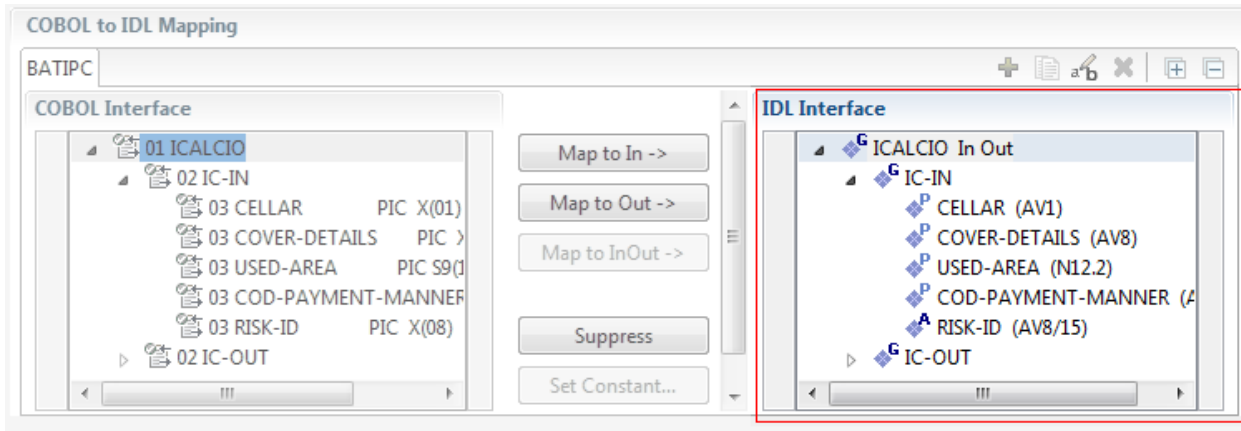 COBOL to IDL Mapping
BATIPC
COBOL Interface
01 ICALCIO
02 IC-IN
03 CELLAR PIC X(01)
03 COVER-DETAILS PIC X
03 USED-AREA PIC S9(1
03 COD-PAYMENT-MANNER
03 RISK-ID PIC X(08)
02 IC-OUT
Map to In ->
Map to Out ->
Map to InOut ->
Suppress
Set Constant...
IDL Interface
ICALCIO In Out
IC-IN
CELLAR (AV1)
COVER-DETAILS (AV8)
USED-AREA (N12.2)
COD-PAYMENT-MANNER (A
RISK-ID (AV8/15)
IC-OUT